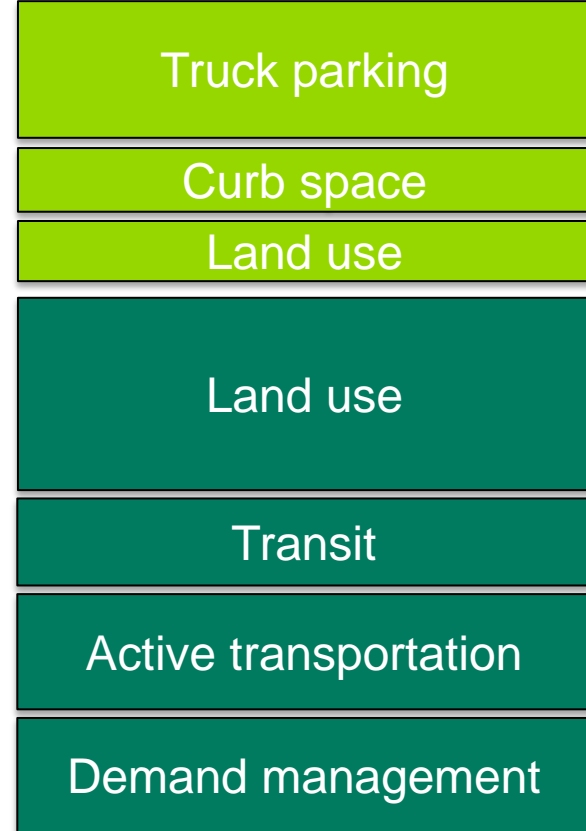 Truck parking
Curb space
Land use
Land use
Transit
Active transportation
Demand management